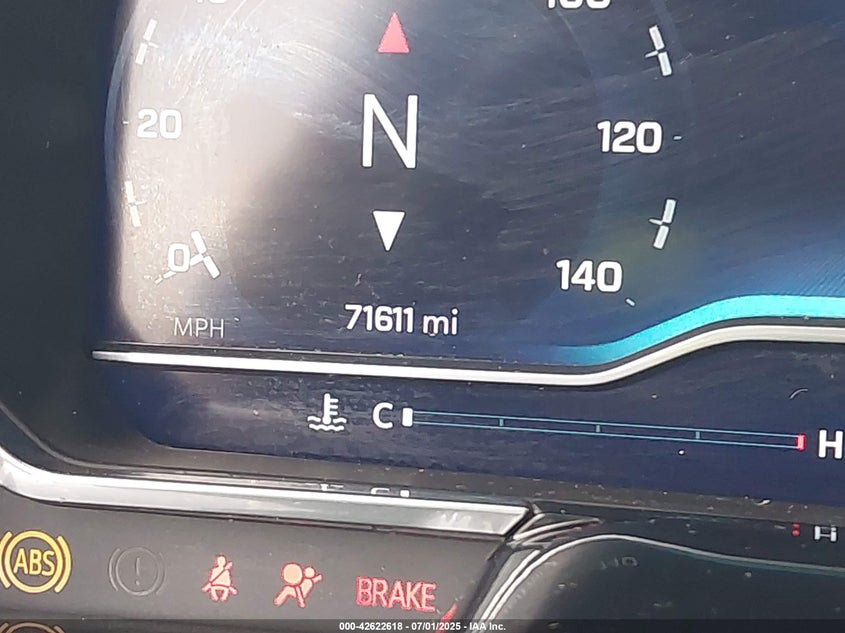 20
N
120
0
140
MPH
71611 mi
C
H
ABS
!
BRAKE
000-42622618 - 07/01/2025 - IAA Inc.